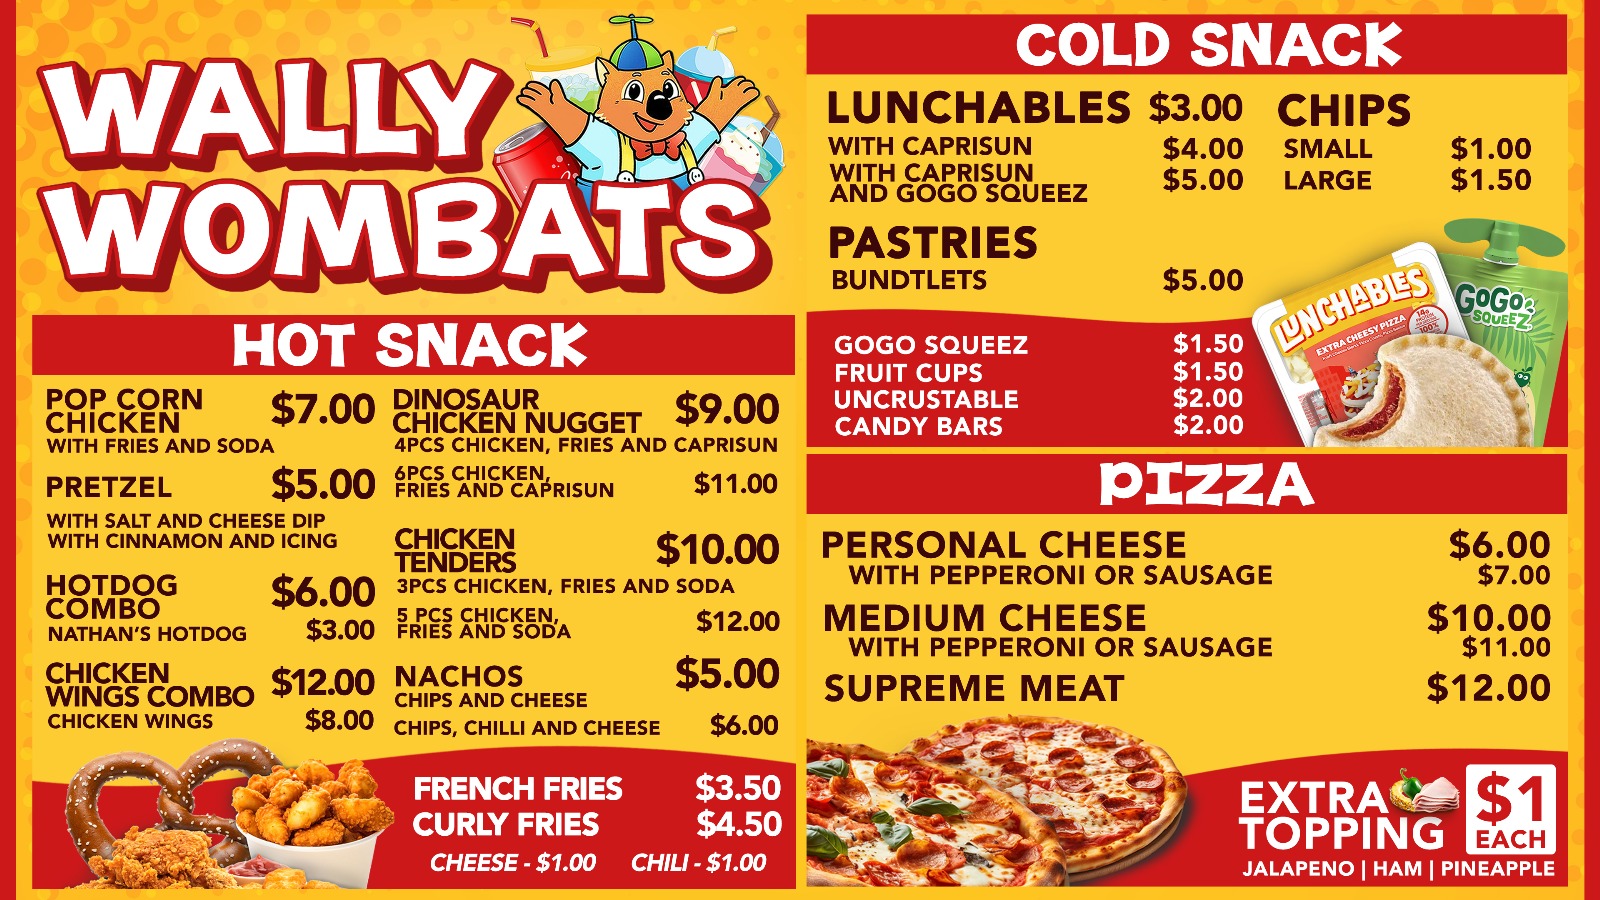 WALLY
WOMBATS
HOT SNACK
POP CORN
CHICKEN $7.00
WITH FRIES AND SODA
PRETZEL $5.00
WITH SALT AND CHEESE DIP
WITH CINNAMON AND ICING
HOTDOG
COMBO $6.00
NATHAN'S HOTDOG $3.00
CHICKEN
WINGS COMBO $12.00
CHICKEN WINGS $8.00
DINOSAUR
CHICKEN NUGGET $9.00
4PCS CHICKEN, FRIES AND CAPRISUN
6PCS CHICKEN,
FRIES AND CAPRISUN $11.00
CHICKEN
TENDERS $10.00
3PCS CHICKEN, FRIES AND SODA
5 PCS CHICKEN,
FRIES AND SODA $12.00
NACHOS $5.00
CHIPS AND CHEESE
CHIPS, CHILLI AND CHEESE $6.00
FRENCH FRIES $3.50
CURLY FRIES $4.50
CHEESE - $1.00 CHILI - $1.00
COLD SNACK
LUNCHABLES $3.00
WITH CAPRISUN $4.00
WITH CAPRISUN
AND GOGO SQUEEZ $5.00
CHIPS
SMALL $1.00
LARGE $1.50
PASTRIES
BUNDTLETS $5.00
GOGO SQUEEZ $1.50
FRUIT CUPS $1.50
UNCRUSTABLE $2.00
CANDY BARS $2.00
LUNCHABLES
EXTRA CHEESY PIZZA
GoGo
SQUEEZ
PIZZA
PERSONAL CHEESE $6.00
WITH PEPPERONI OR SAUSAGE $7.00
MEDIUM CHEESE $10.00
WITH PEPPERONI OR SAUSAGE $11.00
SUPREME MEAT $12.00
EXTRA
TOPPING
$1
EACH
JALAPENO | HAM | PINEAPPLE